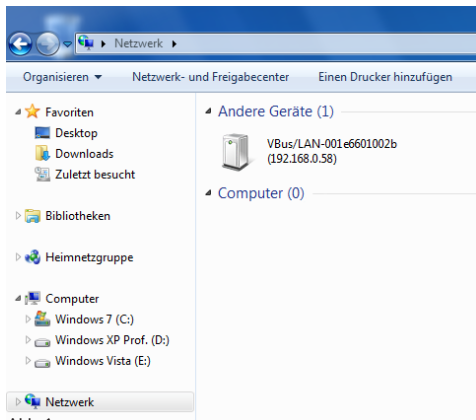 Netzwerk
Organisieren Netzwerk- und Freigabecenter Einen Drucker hinzufügen
Favoriten
Desktop
Downloads
Zuletzt besucht
Bibliotheken
Heimnetzgruppe
Computer
Windows 7 (C:)
Windows XP Prof. (D:)
Windows Vista (E:)
Netzwerk
Andere Geräte (1)
VBus/LAN-001e6601002b
(192.168.0.58)
Computer (0)